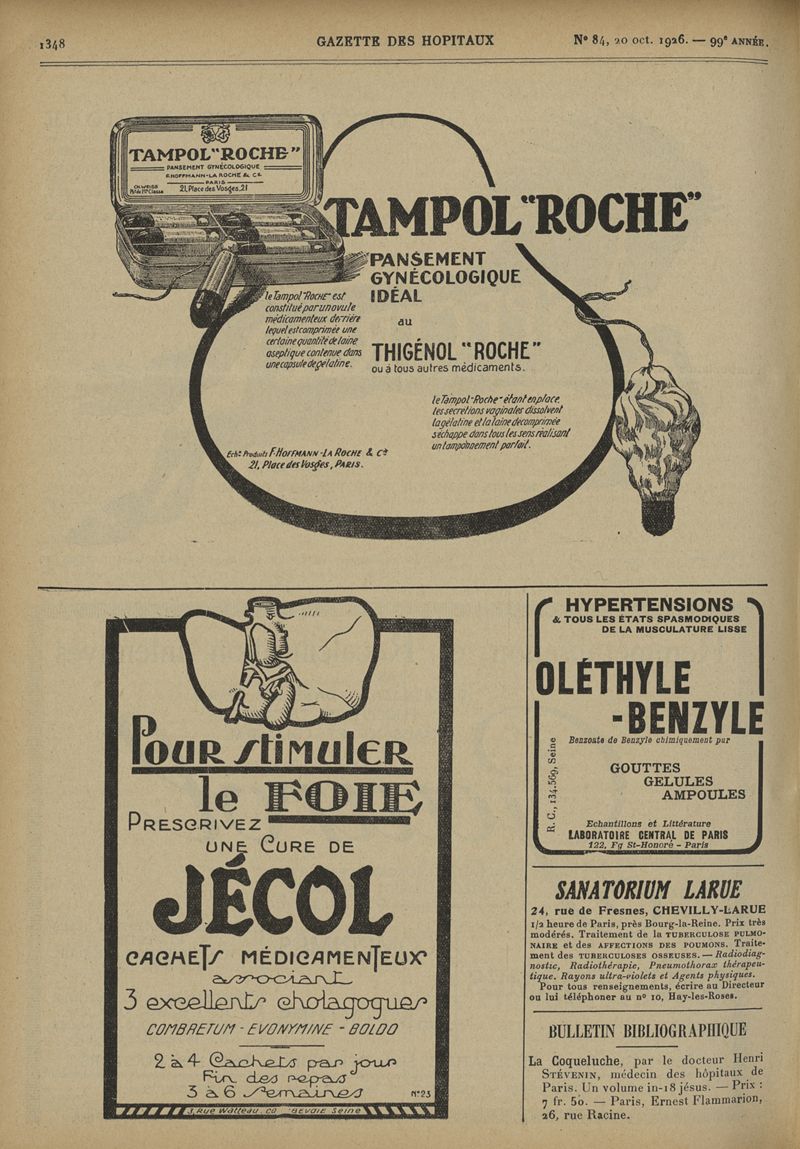 1348
GAZETTE DES HOPITAUX
Nº 84, 20 oct. 1926. — 99e ANNÉE.
TAMPOL "ROCHE"
PANSEMENT GYNÉCOLOGIQUE
F. HOFFMANN-LA ROCHE & Cie
PARIS
21, Place des Vosges. 21
TAMPOL "ROCHE"
PANSEMENT
GYNÉCOLOGIQUE
IDÉAL
au
THIGÉNOL "ROCHE"
ou à tous autres médicaments.
le Tampol "Roche" est
constitué par un ovule
médicamenteux derrière
lequel est comprimée une
certaine quantité de laine
aseptique contenue dans
une capsule de gélatine.
le Tampol "Roche" étant en place,
les secrétions vaginales dissolvent
la gélatine et la laine decomprimée
s'échappe dans tous les sens réalisant
un tamponnement parfait.
Echons Produits F. HOFFMANN-LA ROCHE & Cie
21, Place des Vosges, PARIS.
POUR STIMULER
le FOIE
PRESCRIVEZ
UNE CURE DE
JÉCOL
CACHETS MÉDICAMENTEUX
associant
3 excellents cholagogues
COMBRETUM - EVONYMINE - BOLDO
2 à 4 Cachets par jour
Fin des repas
3 à 6 Semaines
Nº 23
3, Rue Watteau, COURBEVOIE Seine
HYPERTENSIONS
& TOUS LES ÉTATS SPASMODIQUES
DE LA MUSCULATURE LISSE
OLÉTHYLE
-BENZYLE
Benzoate de Benzyle chimiquement pur
GOUTTES
GELULES
AMPOULES
R. C., 134.569, Seine
Echantillons et Littérature
LABORATOIRE CENTRAL DE PARIS
122, Fg St-Honoré - Paris
SANATORIUM LARUE
24, rue de Fresnes, CHEVILLY-LARUE
1/2 heure de Paris, près Bourg-la-Reine. Prix très
modérés. Traitement de la TUBERCULOSE PULMO-
NAIRE et des AFFECTIONS DES POUMONS. Traite-
ment des TUBERCULOSES OSSEUSES. — Radiodiag-
nostic, Radiothérapie, Pneumothorax thérapeu-
tique. Rayons ultra-violets et Agents physiques.
Pour tous renseignements, écrire au Directeur
ou lui téléphoner au nº 10, Hay-les-Roses.
BULLETIN BIBLIOGRAPHIQUE
La Coqueluche, par le docteur Henri
STÉVENIN, médecin des hôpitaux de
Paris. Un volume in-18 jésus. — Prix :
7 fr. 50. — Paris, Ernest Flammarion,
26, rue Racine.